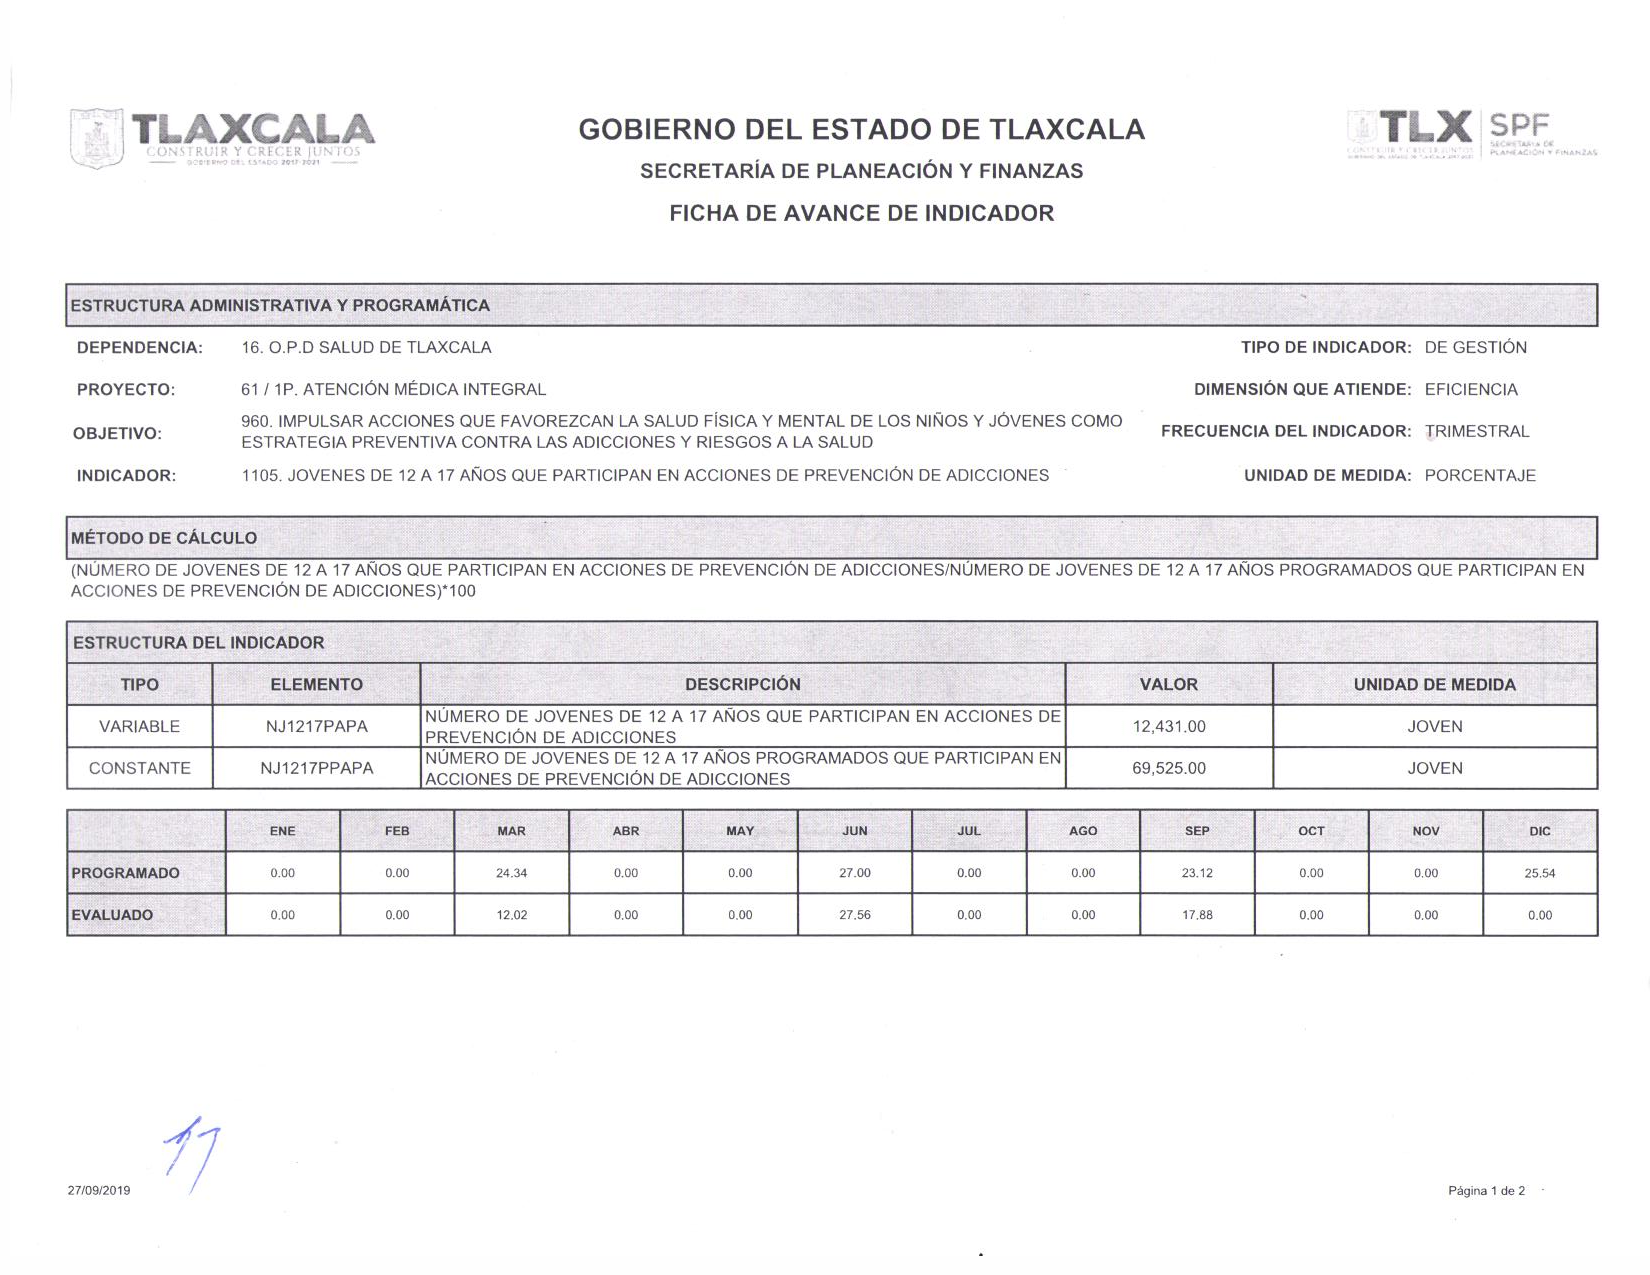 TLAXCALA
CONSTRUIR Y CRECER JUNTOS
GOBIERNO DEL ESTADO 2017-2021
GOBIERNO DEL ESTADO DE TLAXCALA
SECRETARÍA DE PLANEACIÓN Y FINANZAS
FICHA DE AVANCE DE INDICADOR
TLX SPF
SECRETARÍA DE
PLANEACIÓN Y FINANZAS
CONSTRUIR Y CRECER JUNTOS
ESTRUCTURA ADMINISTRATIVA Y PROGRAMÁTICA
DEPENDENCIA: 16. O.P.D SALUD DE TLAXCALA TIPO DE INDICADOR: DE GESTIÓN
PROYECTO: 61 / 1P. ATENCIÓN MÉDICA INTEGRAL DIMENSIÓN QUE ATIENDE: EFICIENCIA
OBJETIVO: 960. IMPULSAR ACCIONES QUE FAVOREZCAN LA SALUD FÍSICA Y MENTAL DE LOS NIÑOS Y JÓVENES COMO
ESTRATEGIA PREVENTIVA CONTRA LAS ADICCIONES Y RIESGOS A LA SALUD
FRECUENCIA DEL INDICADOR: TRIMESTRAL
INDICADOR: 1105. JOVENES DE 12 A 17 AÑOS QUE PARTICIPAN EN ACCIONES DE PREVENCIÓN DE ADICCIONES UNIDAD DE MEDIDA: PORCENTAJE
MÉTODO DE CÁLCULO
(NÚMERO DE JOVENES DE 12 A 17 AÑOS QUE PARTICIPAN EN ACCIONES DE PREVENCIÓN DE ADICCIONES/NÚMERO DE JOVENES DE 12 A 17 AÑOS PROGRAMADOS QUE PARTICIPAN EN
ACCIONES DE PREVENCIÓN DE ADICCIONES)*100
ESTRUCTURA DEL INDICADOR
TIPO ELEMENTO DESCRIPCIÓN VALOR UNIDAD DE MEDIDA
VARIABLE NJ1217PAPA NÚMERO DE JOVENES DE 12 A 17 AÑOS QUE PARTICIPAN EN ACCIONES DE
PREVENCIÓN DE ADICCIONES 12,431.00 JOVEN
CONSTANTE NJ1217PPAPA NÚMERO DE JOVENES DE 12 A 17 AÑOS PROGRAMADOS QUE PARTICIPAN EN
ACCIONES DE PREVENCIÓN DE ADICCIONES 69,525.00 JOVEN
ENE FEB MAR ABR MAY JUN JUL AGO SEP OCT NOV DIC
PROGRAMADO 0.00 0.00 24.34 0.00 0.00 27.00 0.00 0.00 23.12 0.00 0.00 25.54
EVALUADO 0.00 0.00 12.02 0.00 0.00 27.56 0.00 0.00 17.88 0.00 0.00 0.00
27/09/2019
Página 1 de 2